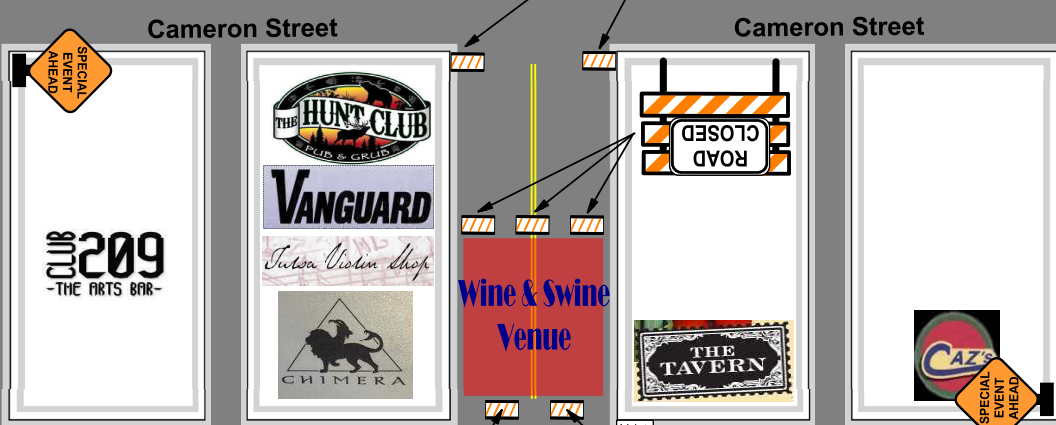 Cameron Street
Cameron Street
SPECIAL
EVENT
AHEAD
THE HUNT CLUB
PUB & GRUB
VANGUARD
Tulsa Violin Shop
CHIMERA
CLUB
209
-THE ARTS BAR-
Wine & Swine
Venue
ROAD
CLOSED
THE
TAVERN
CAZ's
SPECIAL
EVENT
AHEAD